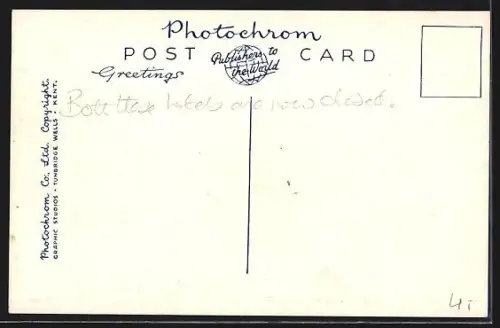 Photochrom
POST CARD
Publishers to
the World
Greetings
Both these hotels are now closed.
Photochrom Co. Ltd. Copyright.
GRAPHIC STUDIOS - TUNBRIDGE WELLS - KENT.